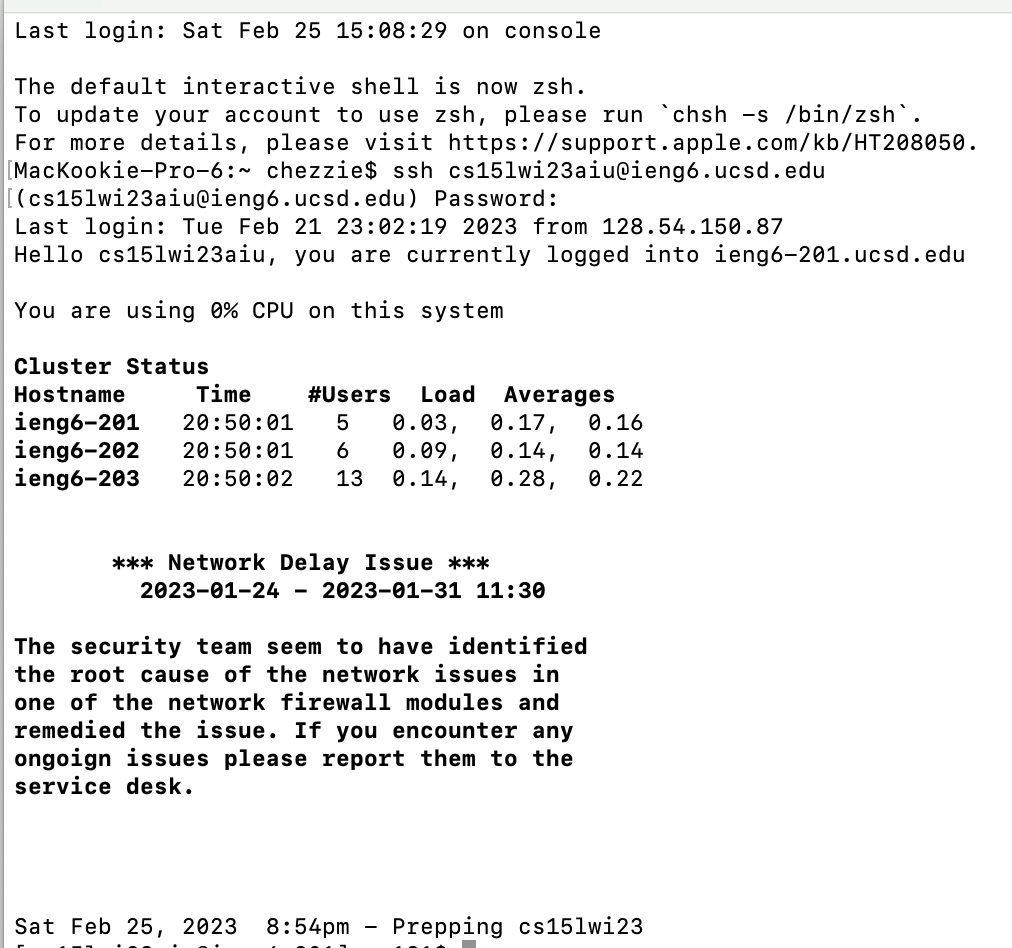 Last login: Sat Feb 25 15:08:29 on console
The default interactive shell is now zsh.
To update your account to use zsh, please run `chsh -s /bin/zsh`.
For more details, please visit https://support.apple.com/kb/HT208050.
[MacKookie-Pro-6:~ chezzie$ ssh cs15lwi23aiu@ieng6.ucsd.edu
[(cs15lwi23aiu@ieng6.ucsd.edu) Password:
Last login: Tue Feb 21 23:02:19 2023 from 128.54.150.87
Hello cs15lwi23aiu, you are currently logged into ieng6-201.ucsd.edu
You are using 0% CPU on this system
Cluster Status
Hostname     Time    #Users  Load  Averages
ieng6-201   20:50:01   5   0.03,  0.17,  0.16
ieng6-202   20:50:01   6   0.09,  0.14,  0.14
ieng6-203   20:50:02   13  0.14,  0.28,  0.22
*** Network Delay Issue ***
2023-01-24 - 2023-01-31 11:30
The security team seem to have identified
the root cause of the network issues in
one of the network firewall modules and
remedied the issue. If you encounter any
ongoign issues please report them to the
service desk.
Sat Feb 25, 2023  8:54pm - Prepping cs15lwi23